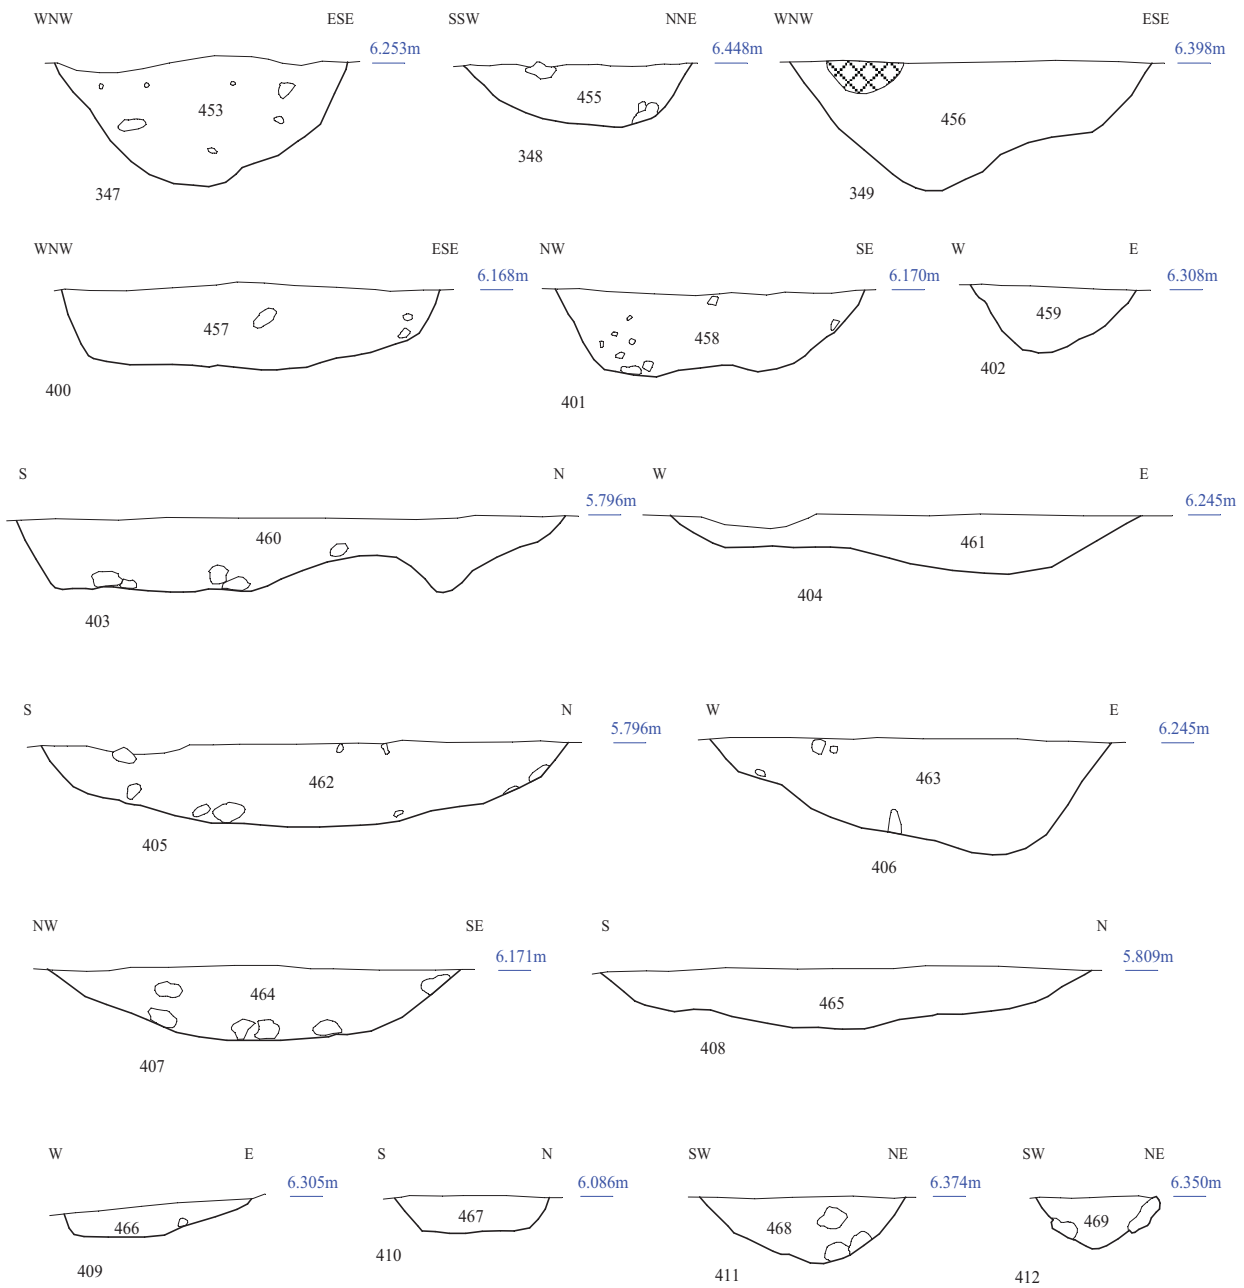 WNW ESE SSW NNE WNW ESE
6.253m 6.448m 6.398m
453 455 456
347 348 349
WNW ESE NW SE W E
6.168m 6.170m 6.308m
457 458 459
400 401 402
S N W E
5.796m 6.245m
460 461
403 404
S N W E
5.796m 6.245m
462 463
405 406
NW SE S N
6.171m 5.809m
464 465
407 408
W E S N SW NE SW NE
6.305m 6.086m 6.374m 6.350m
466 467 468 469
409 410 411 412